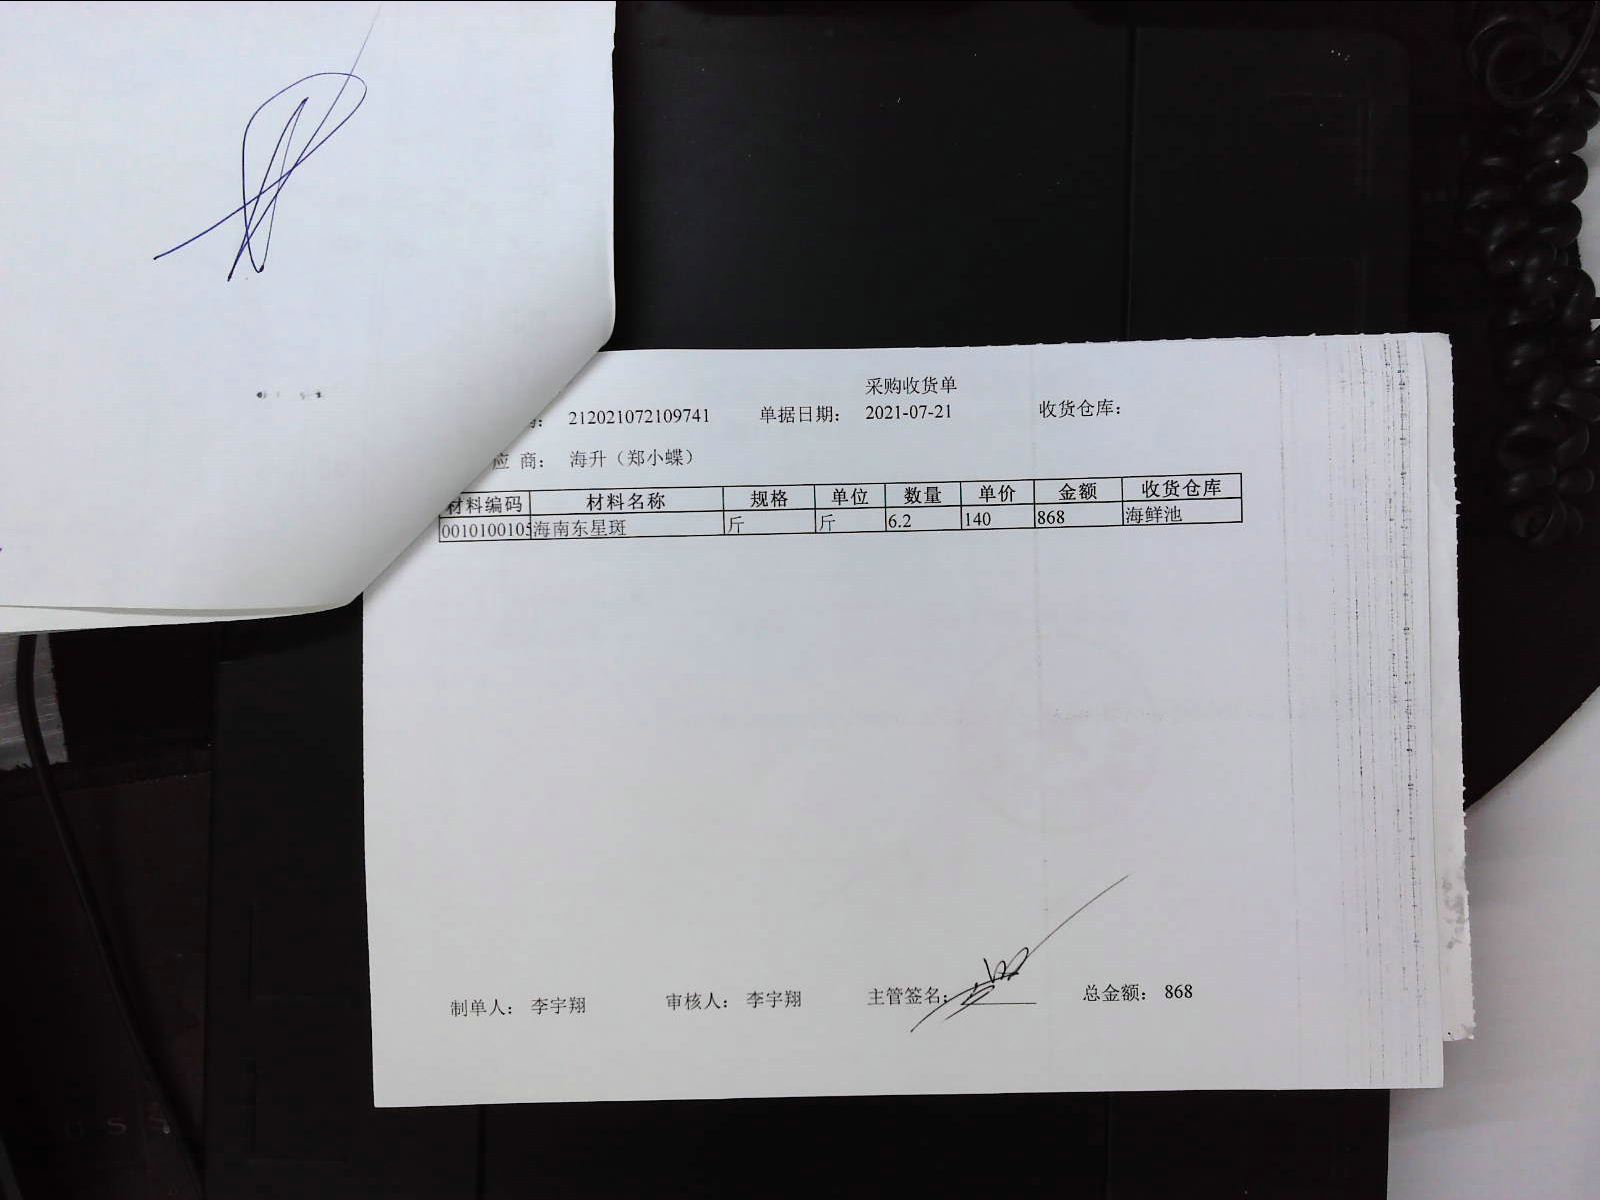 采购收货单
212021072109741 单据日期： 2021-07-21 收货仓库：
应 商： 海升（郑小蝶）
材料编码 材料名称 规格 单位 数量 单价 金额 收货仓库
0010100105 海南东星斑 斤 斤 6.2 140 868 海鲜池
制单人： 李宇翔 审核人： 李宇翔 主管签名： 总金额： 868